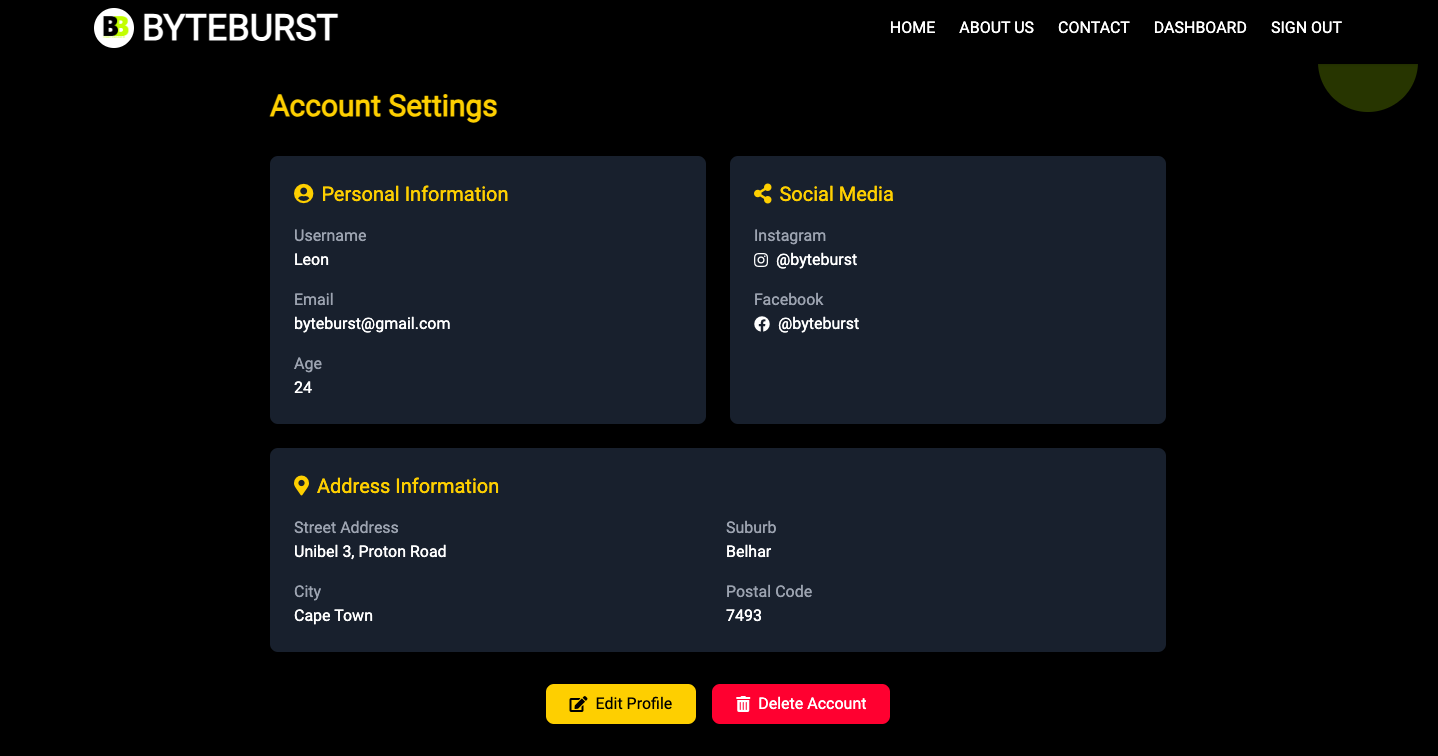 BB BYTEBURST
HOME ABOUT US CONTACT DASHBOARD SIGN OUT
Account Settings
Personal Information
Username
Leon
Email
byteburst@gmail.com
Age
24
Social Media
Instagram
@byteburst
Facebook
@byteburst
Address Information
Street Address
Unibel 3, Proton Road
Suburb
Belhar
City
Cape Town
Postal Code
7493
Edit Profile
Delete Account